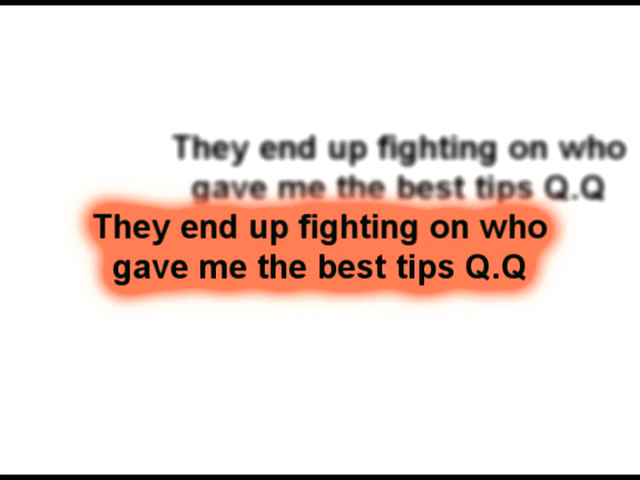 They end up fighting on who
gave me the best tips Q.Q
They end up fighting on who
gave me the best tips Q.Q